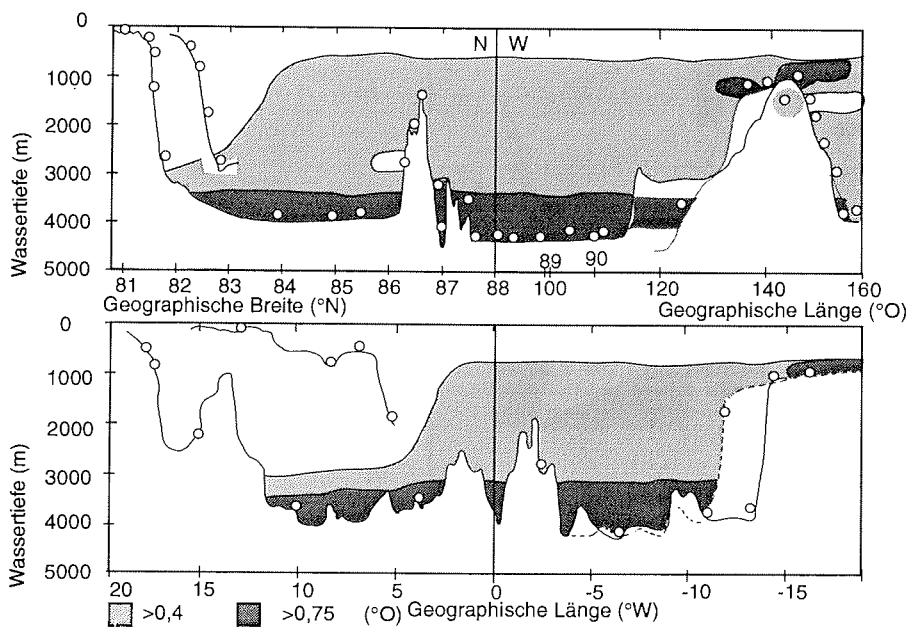 0
1000
2000
3000
4000
5000
Wassertiefe (m)
N W
89 90
81 82 83 84 85 86 87 88 100 120 140 160
Geographische Breite (°N) Geographische Länge (°O)
0
1000
2000
3000
4000
5000
Wassertiefe (m)
20 15 10 5 0 -5 -10 -15
>0,4 >0,75 (°O) Geographische Länge (°W)